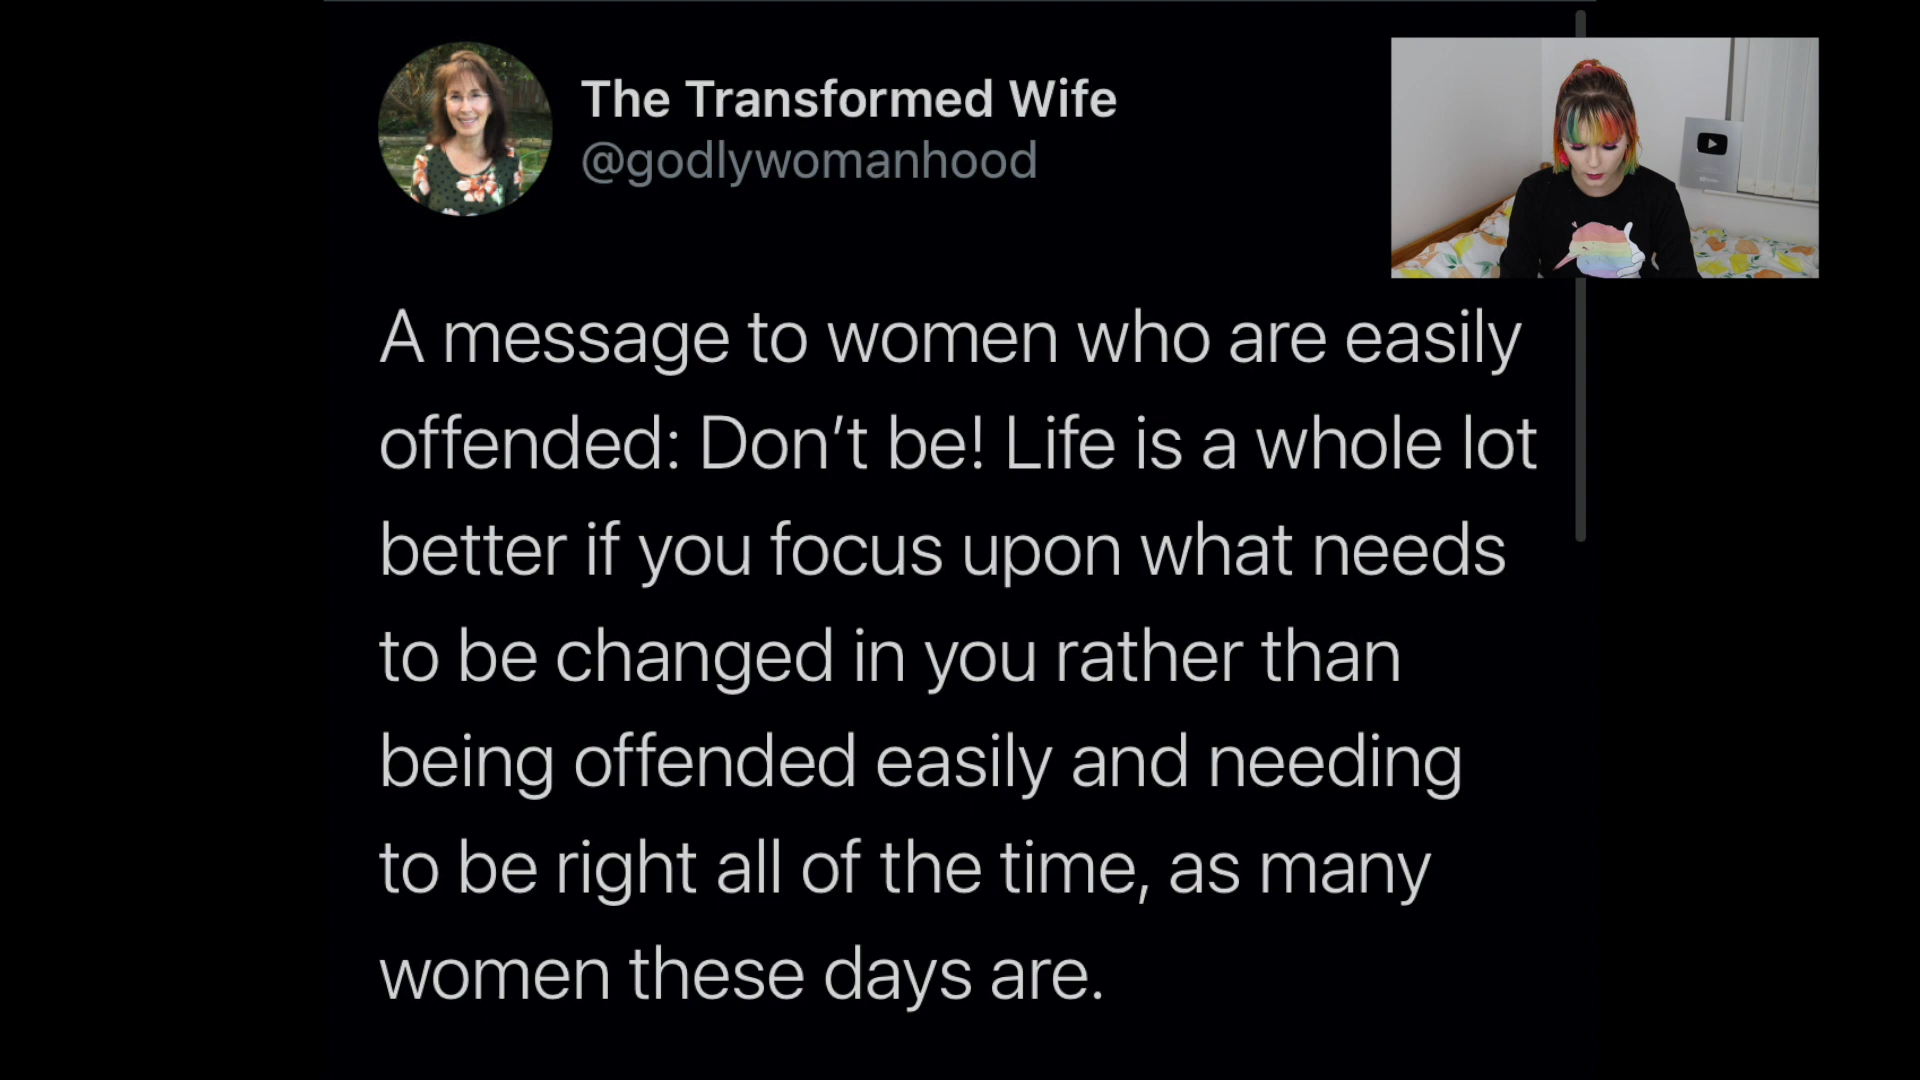 The Transformed Wife
@godlywomanhood
A message to women who are easily
offended: Don’t be! Life is a whole lot
better if you focus upon what needs
to be changed in you rather than
being offended easily and needing
to be right all of the time, as many
women these days are.